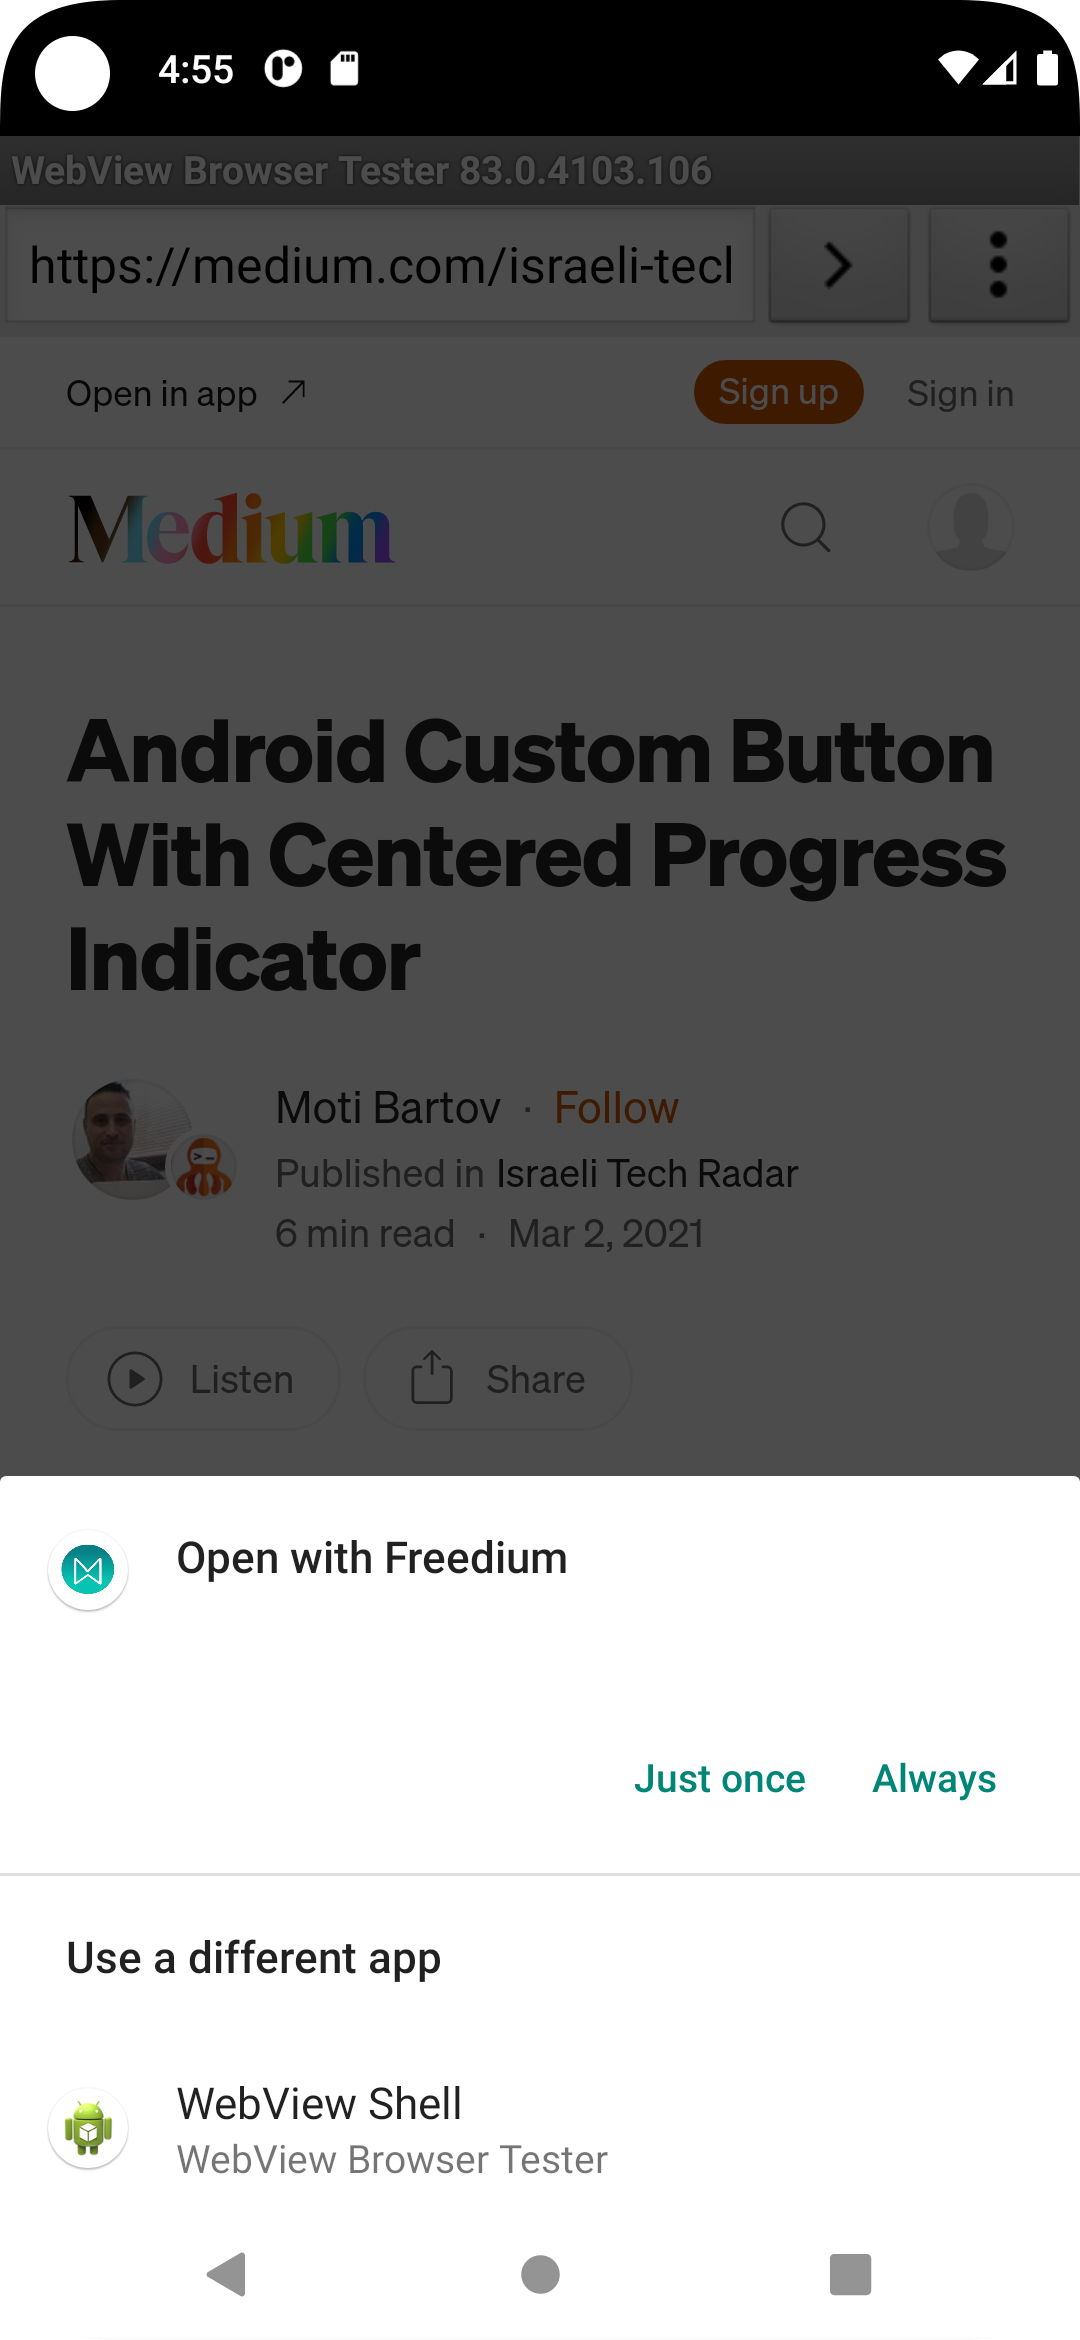 4:55
WebView Browser Tester 83.0.4103.106
https://medium.com/israeli-tecl
Open in app
Sign up
Sign in
Medium
Android Custom Button
With Centered Progress
Indicator
Moti Bartov · Follow
Published in Israeli Tech Radar
6 min read · Mar 2, 2021
Listen
Share
Open with Freedium
Just once
Always
Use a different app
WebView Shell
WebView Browser Tester